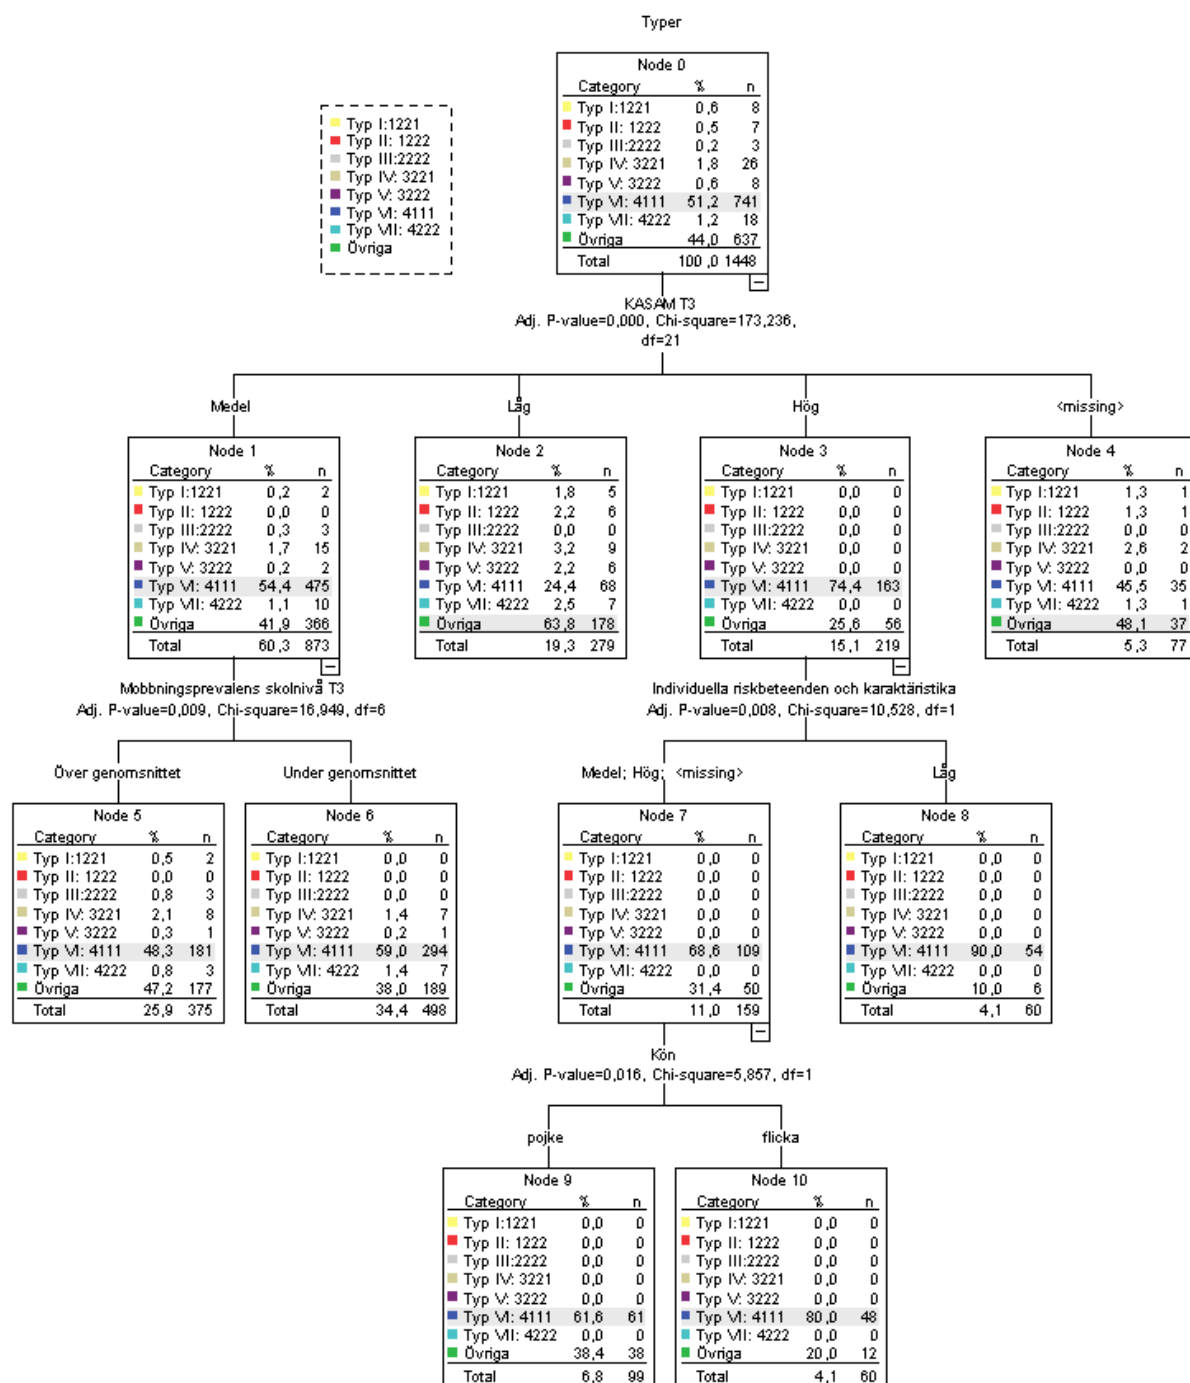 Typer
Node 0
Category % n
Typ I:1221 0,6 8
Typ II: 1222 0,5 7
Typ III:2222 0,2 3
Typ IV: 3221 1,8 26
Typ V: 3222 0,6 8
Typ VI: 4111 51,2 741
Typ VII: 4222 1,2 18
Övriga 44,0 637
Total 100,0 1448
Typ I:1221
Typ II: 1222
Typ III:2222
Typ IV: 3221
Typ V: 3222
Typ VI: 4111
Typ VII: 4222
Övriga
KASAM T3
Adj. P-value=0,000, Chi-square=173,236,
df=21
Medel
Låg
Hög
<missing>
Node 1
Category % n
Typ I:1221 0,2 2
Typ II: 1222 0,0 0
Typ III:2222 0,3 3
Typ IV: 3221 1,7 15
Typ V: 3222 0,2 2
Typ VI: 4111 54,4 475
Typ VII: 4222 1,1 10
Övriga 41,9 366
Total 60,3 873
Node 2
Category % n
Typ I:1221 1,8 5
Typ II: 1222 2,2 6
Typ III:2222 0,0 0
Typ IV: 3221 3,2 9
Typ V: 3222 2,2 6
Typ VI: 4111 24,4 68
Typ VII: 4222 2,5 7
Övriga 63,8 178
Total 19,3 279
Node 3
Category % n
Typ I:1221 0,0 0
Typ II: 1222 0,0 0
Typ III:2222 0,0 0
Typ IV: 3221 0,0 0
Typ V: 3222 0,0 0
Typ VI: 4111 74,4 163
Typ VII: 4222 0,0 0
Övriga 25,6 56
Total 15,1 219
Node 4
Category % n
Typ I:1221 1,3 1
Typ II: 1222 1,3 1
Typ III:2222 0,0 0
Typ IV: 3221 2,6 2
Typ V: 3222 0,0 0
Typ VI: 4111 45,5 35
Typ VII: 4222 1,3 1
Övriga 48,1 37
Total 5,3 77
Mobbningsprevalens skolnivå T3
Adj. P-value=0,009, Chi-square=16,949, df=6
Individuella riskbeteenden och karaktäristika
Adj. P-value=0,008, Chi-square=10,528, df=1
Över genomsnittet
Under genomsnittet
Medel; Hög; <missing>
Låg
Node 5
Category % n
Typ I:1221 0,5 2
Typ II: 1222 0,0 0
Typ III:2222 0,8 3
Typ IV: 3221 2,1 8
Typ V: 3222 0,3 1
Typ VI: 4111 48,3 181
Typ VII: 4222 0,8 3
Övriga 47,2 177
Total 25,9 375
Node 6
Category % n
Typ I:1221 0,0 0
Typ II: 1222 0,0 0
Typ III:2222 0,0 0
Typ IV: 3221 1,4 7
Typ V: 3222 0,2 1
Typ VI: 4111 59,0 294
Typ VII: 4222 1,4 7
Övriga 38,0 189
Total 34,4 498
Node 7
Category % n
Typ I:1221 0,0 0
Typ II: 1222 0,0 0
Typ III:2222 0,0 0
Typ IV: 3221 0,0 0
Typ V: 3222 0,0 0
Typ VI: 4111 68,6 109
Typ VII: 4222 0,0 0
Övriga 31,4 50
Total 11,0 159
Node 8
Category % n
Typ I:1221 0,0 0
Typ II: 1222 0,0 0
Typ III:2222 0,0 0
Typ IV: 3221 0,0 0
Typ V: 3222 0,0 0
Typ VI: 4111 90,0 54
Typ VII: 4222 0,0 0
Övriga 10,0 6
Total 4,1 60
Kön
Adj. P-value=0,016, Chi-square=5,857, df=1
pojke
flicka
Node 9
Category % n
Typ I:1221 0,0 0
Typ II: 1222 0,0 0
Typ III:2222 0,0 0
Typ IV: 3221 0,0 0
Typ V: 3222 0,0 0
Typ VI: 4111 61,6 61
Typ VII: 4222 0,0 0
Övriga 38,4 38
Total 6,8 99
Node 10
Category % n
Typ I:1221 0,0 0
Typ II: 1222 0,0 0
Typ III:2222 0,0 0
Typ IV: 3221 0,0 0
Typ V: 3222 0,0 0
Typ VI: 4111 80,0 48
Typ VII: 4222 0,0 0
Övriga 20,0 12
Total 4,1 60